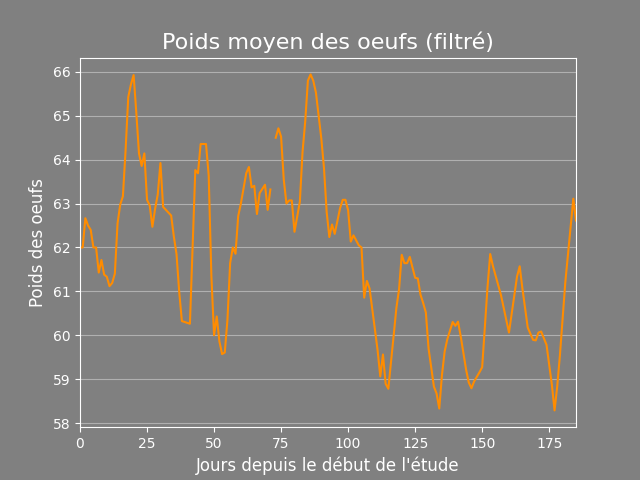 Poids moyen des oeufs (filtré)
Poids des oeufs
66
65
64
63
62
61
60
59
58
0 25 50 75 100 125 150 175
Jours depuis le début de l'étude